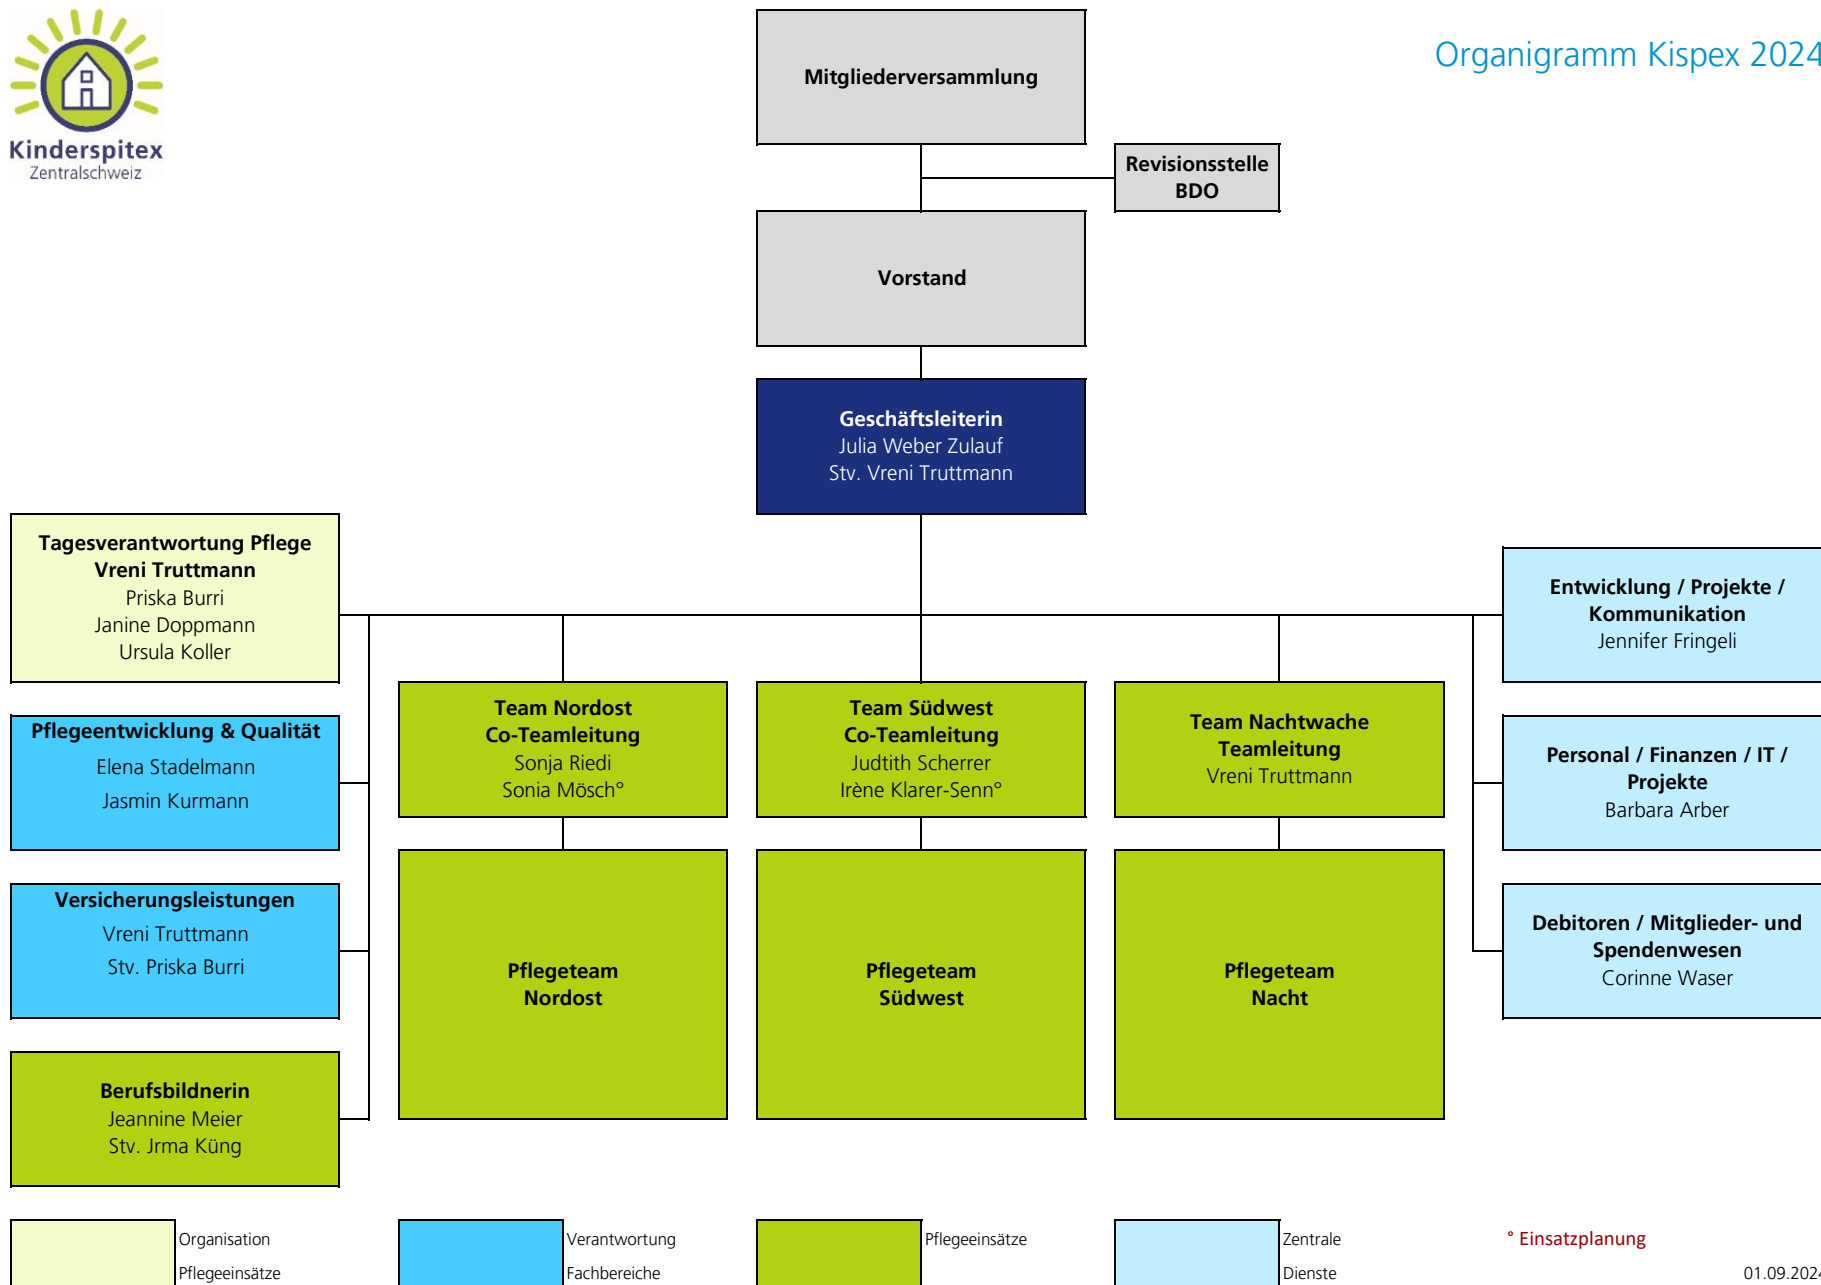 Kinderspitex
Zentralschweiz
Organigramm Kispex 2024
Mitgliederversammlung
Revisionsstelle
BDO
Vorstand
Geschäftsleiterin
Julia Weber Zulauf
Stv. Vreni Truttmann
Tagesverantwortung Pflege
Vreni Truttmann
Priska Burri
Janine Doppmann
Ursula Koller
Entwicklung / Projekte /
Kommunikation
Jennifer Fringeli
Pflegeentwicklung & Qualität
Elena Stadelmann
Jasmin Kurmann
Team Nordost
Co-Teamleitung
Sonja Riedi
Sonia Mösch°
Team Südwest
Co-Teamleitung
Judtith Scherrer
Irène Klarer-Senn°
Team Nachtwache
Teamleitung
Vreni Truttmann
Personal / Finanzen / IT /
Projekte
Barbara Arber
Versicherungsleistungen
Vreni Truttmann
Stv. Priska Burri
Pflegeteam
Nordost
Pflegeteam
Südwest
Pflegeteam
Nacht
Debitoren / Mitglieder- und
Spendenwesen
Corinne Waser
Berufsbildnerin
Jeannine Meier
Stv. Jrma Küng
Organisation
Pflegeeinsätze
Verantwortung
Fachbereiche
Pflegeeinsätze
Zentrale
Dienste
° Einsatzplanung
01.09.2024